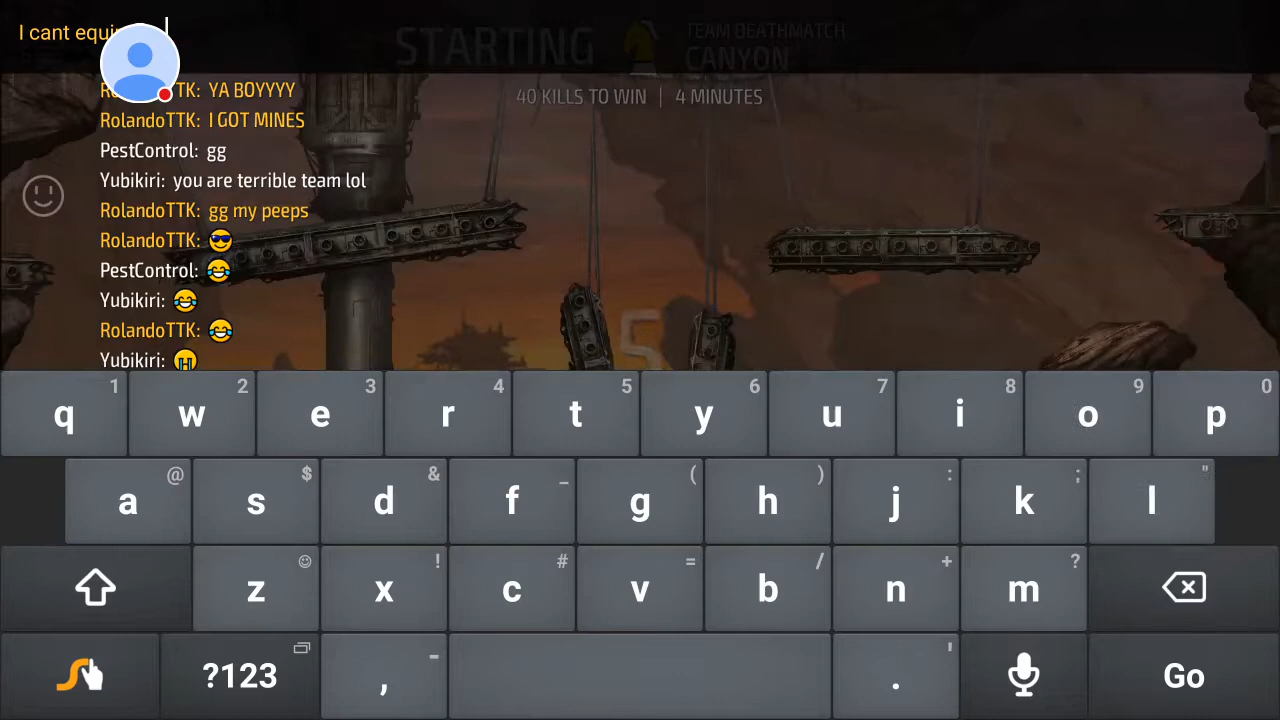 I cant equi
STARTING
TEAM DEATHMATCH
CANYON
40 KILLS TO WIN | 4 MINUTES
TTK: YA BOYYYY
RolandoTTK: I GOT MINES
PestControl: gg
Yubikiri: you are terrible team lol
RolandoTTK: gg my peeps
RolandoTTK: 😎
PestControl: 😂
Yubikiri: 😂
RolandoTTK: 😂
Yubikiri: 😭
5
q 1 w 2 e 3 r 4 t 5 y 6 u 7 i 8 o 9 p 0
a @ s $ d & f _ g ( h ) j : k ; l "
z x ! c # v = b / n + m ?
?123 , - . ' Go